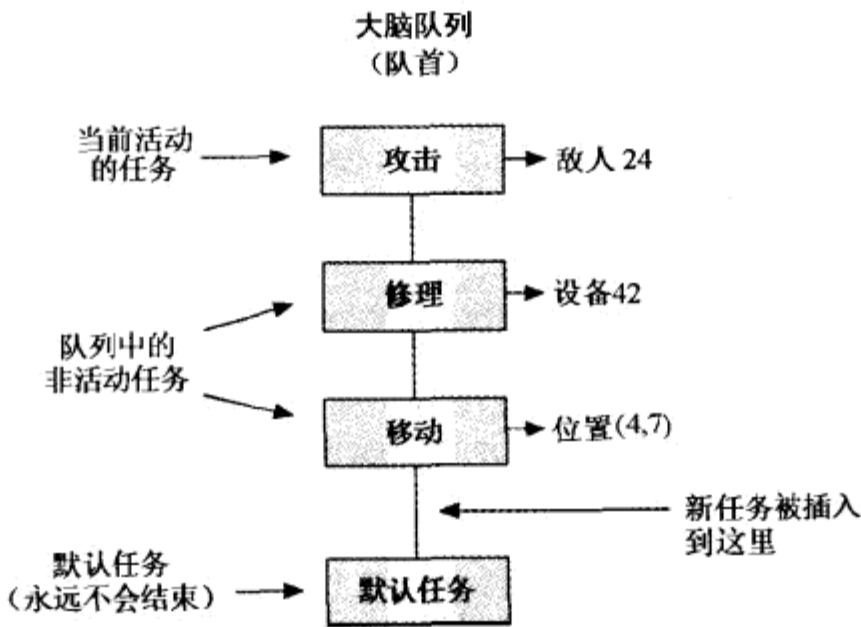 大脑队列
（队首）
当前活动
的任务
攻击
敌人 24
修理
设备42
队列中的
非活动任务
移动
位置(4,7)
新任务被插入
到这里
默认任务
（永远不会结束）
默认任务